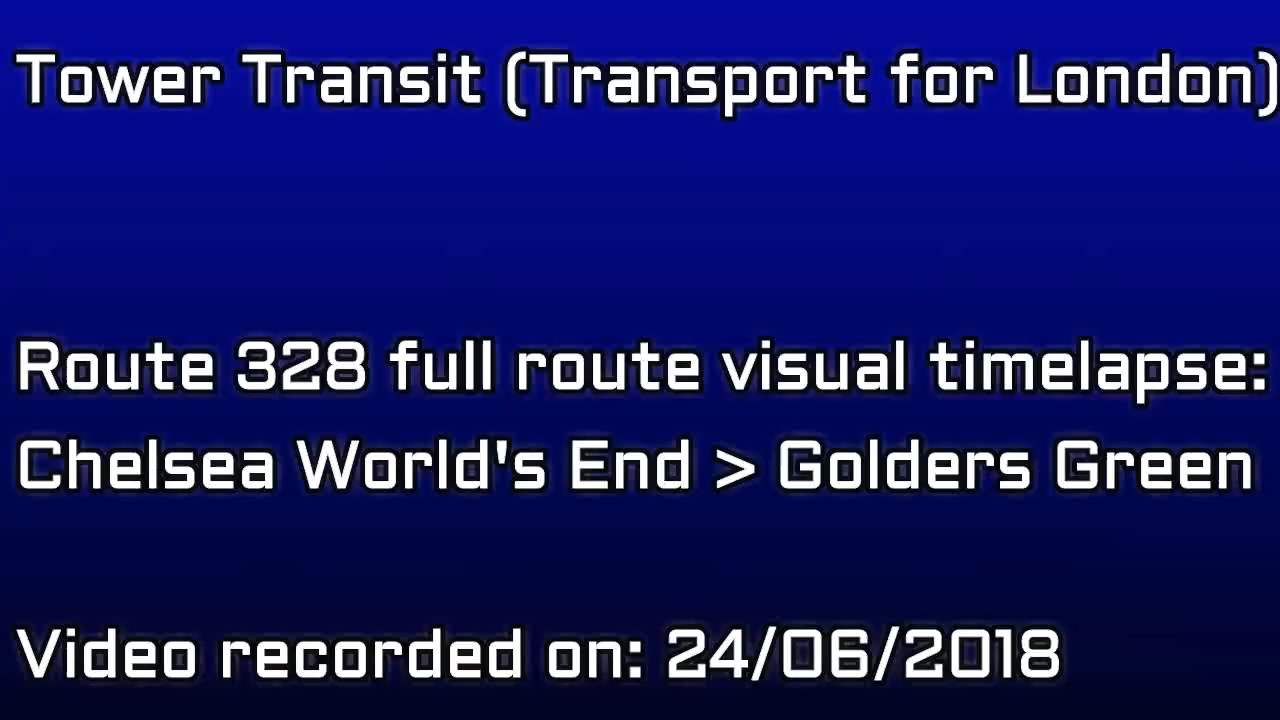 Tower Transit (Transport for London)
Route 328 full route visual timelapse:
Chelsea World's End > Golders Green
Video recorded on: 24/06/2018